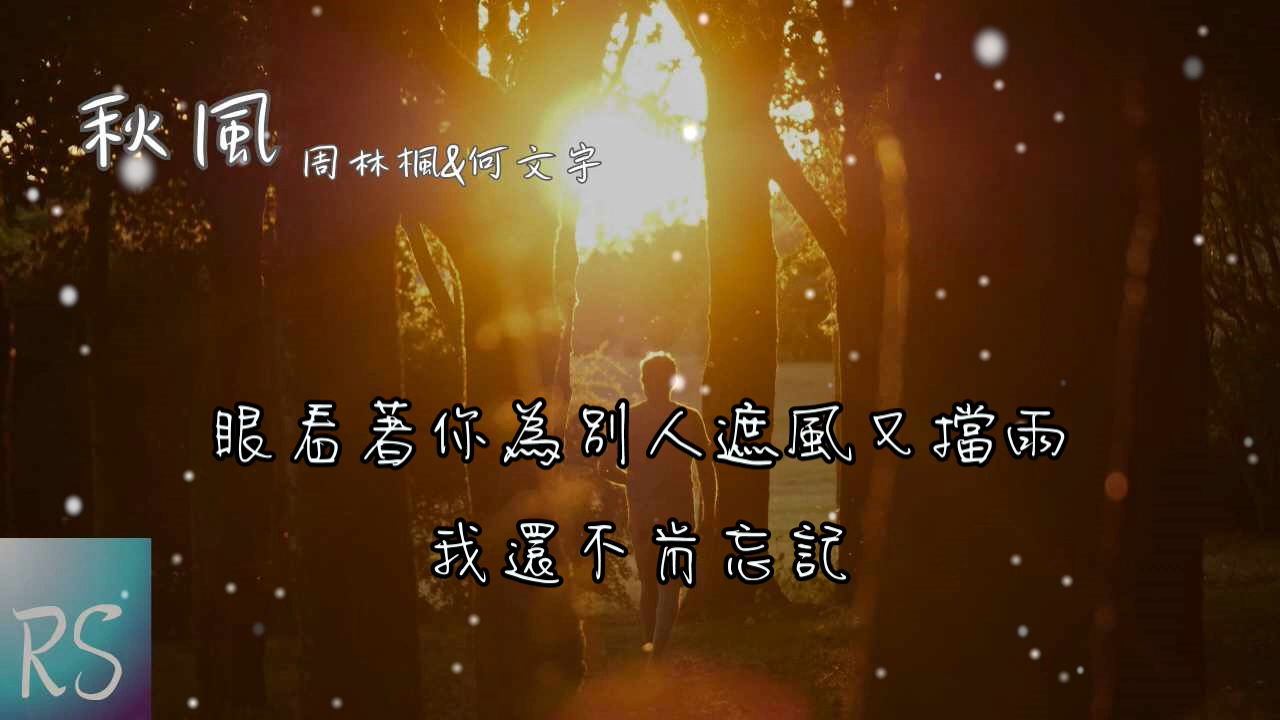 秋風
周林楓&何文宇
眼看著你為別人遮風又擋雨
我還不肯忘記
RS